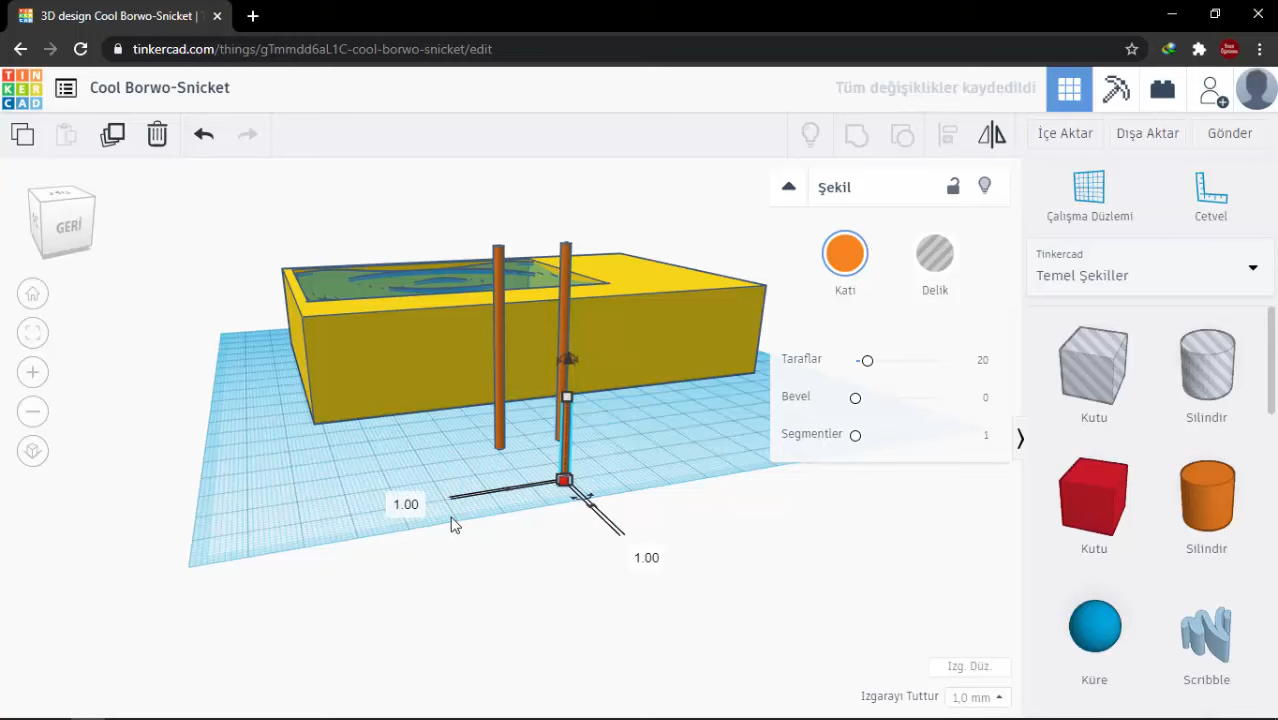 3D design Cool Borwo-Snicket |
tinkercad.com/things/gTmmdd6aL1C-cool-borwo-snicket/edit
TIN
KER
CAD
Cool Borwo-Snicket
Tüm değişiklikler kaydedildi
İçe Aktar
Dışa Aktar
Gönder
GERİ
Şekil
Katı
Delik
Taraflar
20
Bevel
0
Segmentler
1
Çalışma Düzlemi
Cetvel
Tinkercad
Temel Şekiller
Kutu
Silindir
Kutu
Silindir
Küre
Scribble
1.00
1.00
Izg. Düz.
Izgarayı Tuttur
1,0 mm